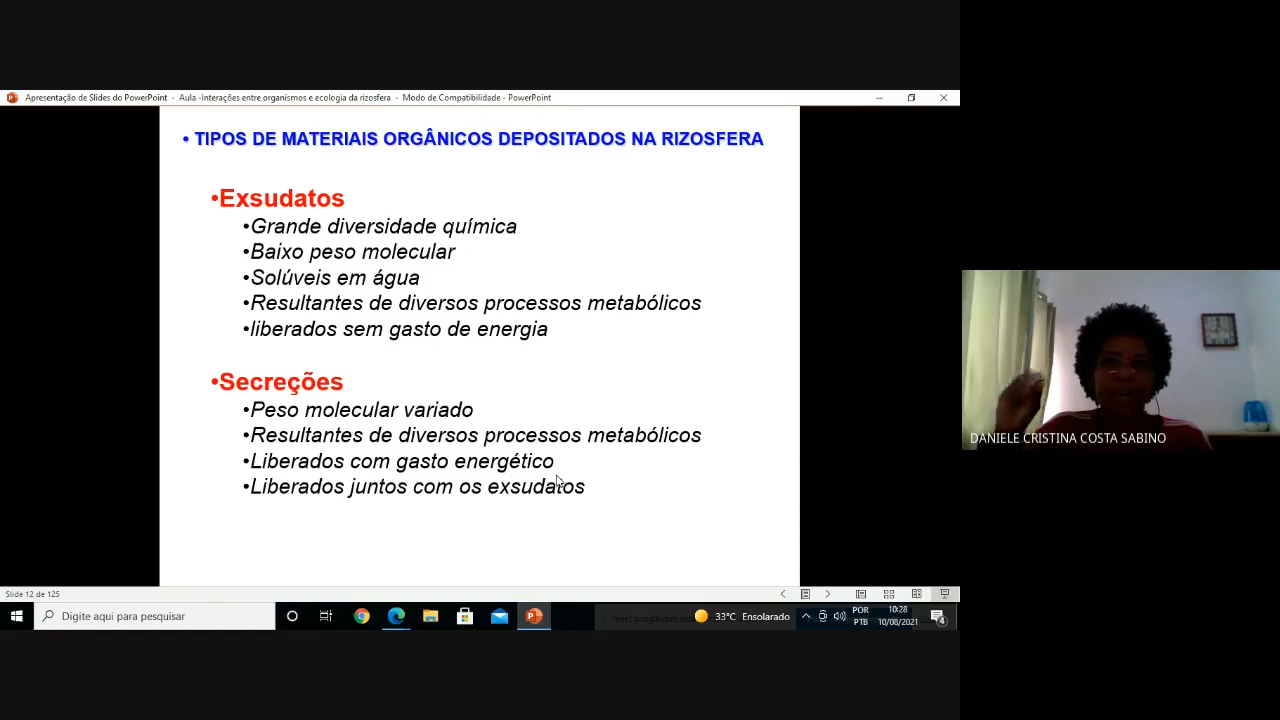 Apresentação de Slides do PowerPoint - Aula -Interações entre organismos e ecologia da rizosfera - Modo de Compatibilidade - PowerPoint
• TIPOS DE MATERIAIS ORGÂNICOS DEPOSITADOS NA RIZOSFERA
•Exsudatos
•Grande diversidade química
•Baixo peso molecular
•Solúveis em água
•Resultantes de diversos processos metabólicos
•liberados sem gasto de energia
•Secreções
•Peso molecular variado
•Resultantes de diversos processos metabólicos
•Liberados com gasto energético
•Liberados juntos com os exsudatos
DANIELE CRISTINA COSTA SABINO
Slide 12 de 125
Digite aqui para pesquisar
33°C Ensolarado
POR
PTB
10:28
10/08/2021
4